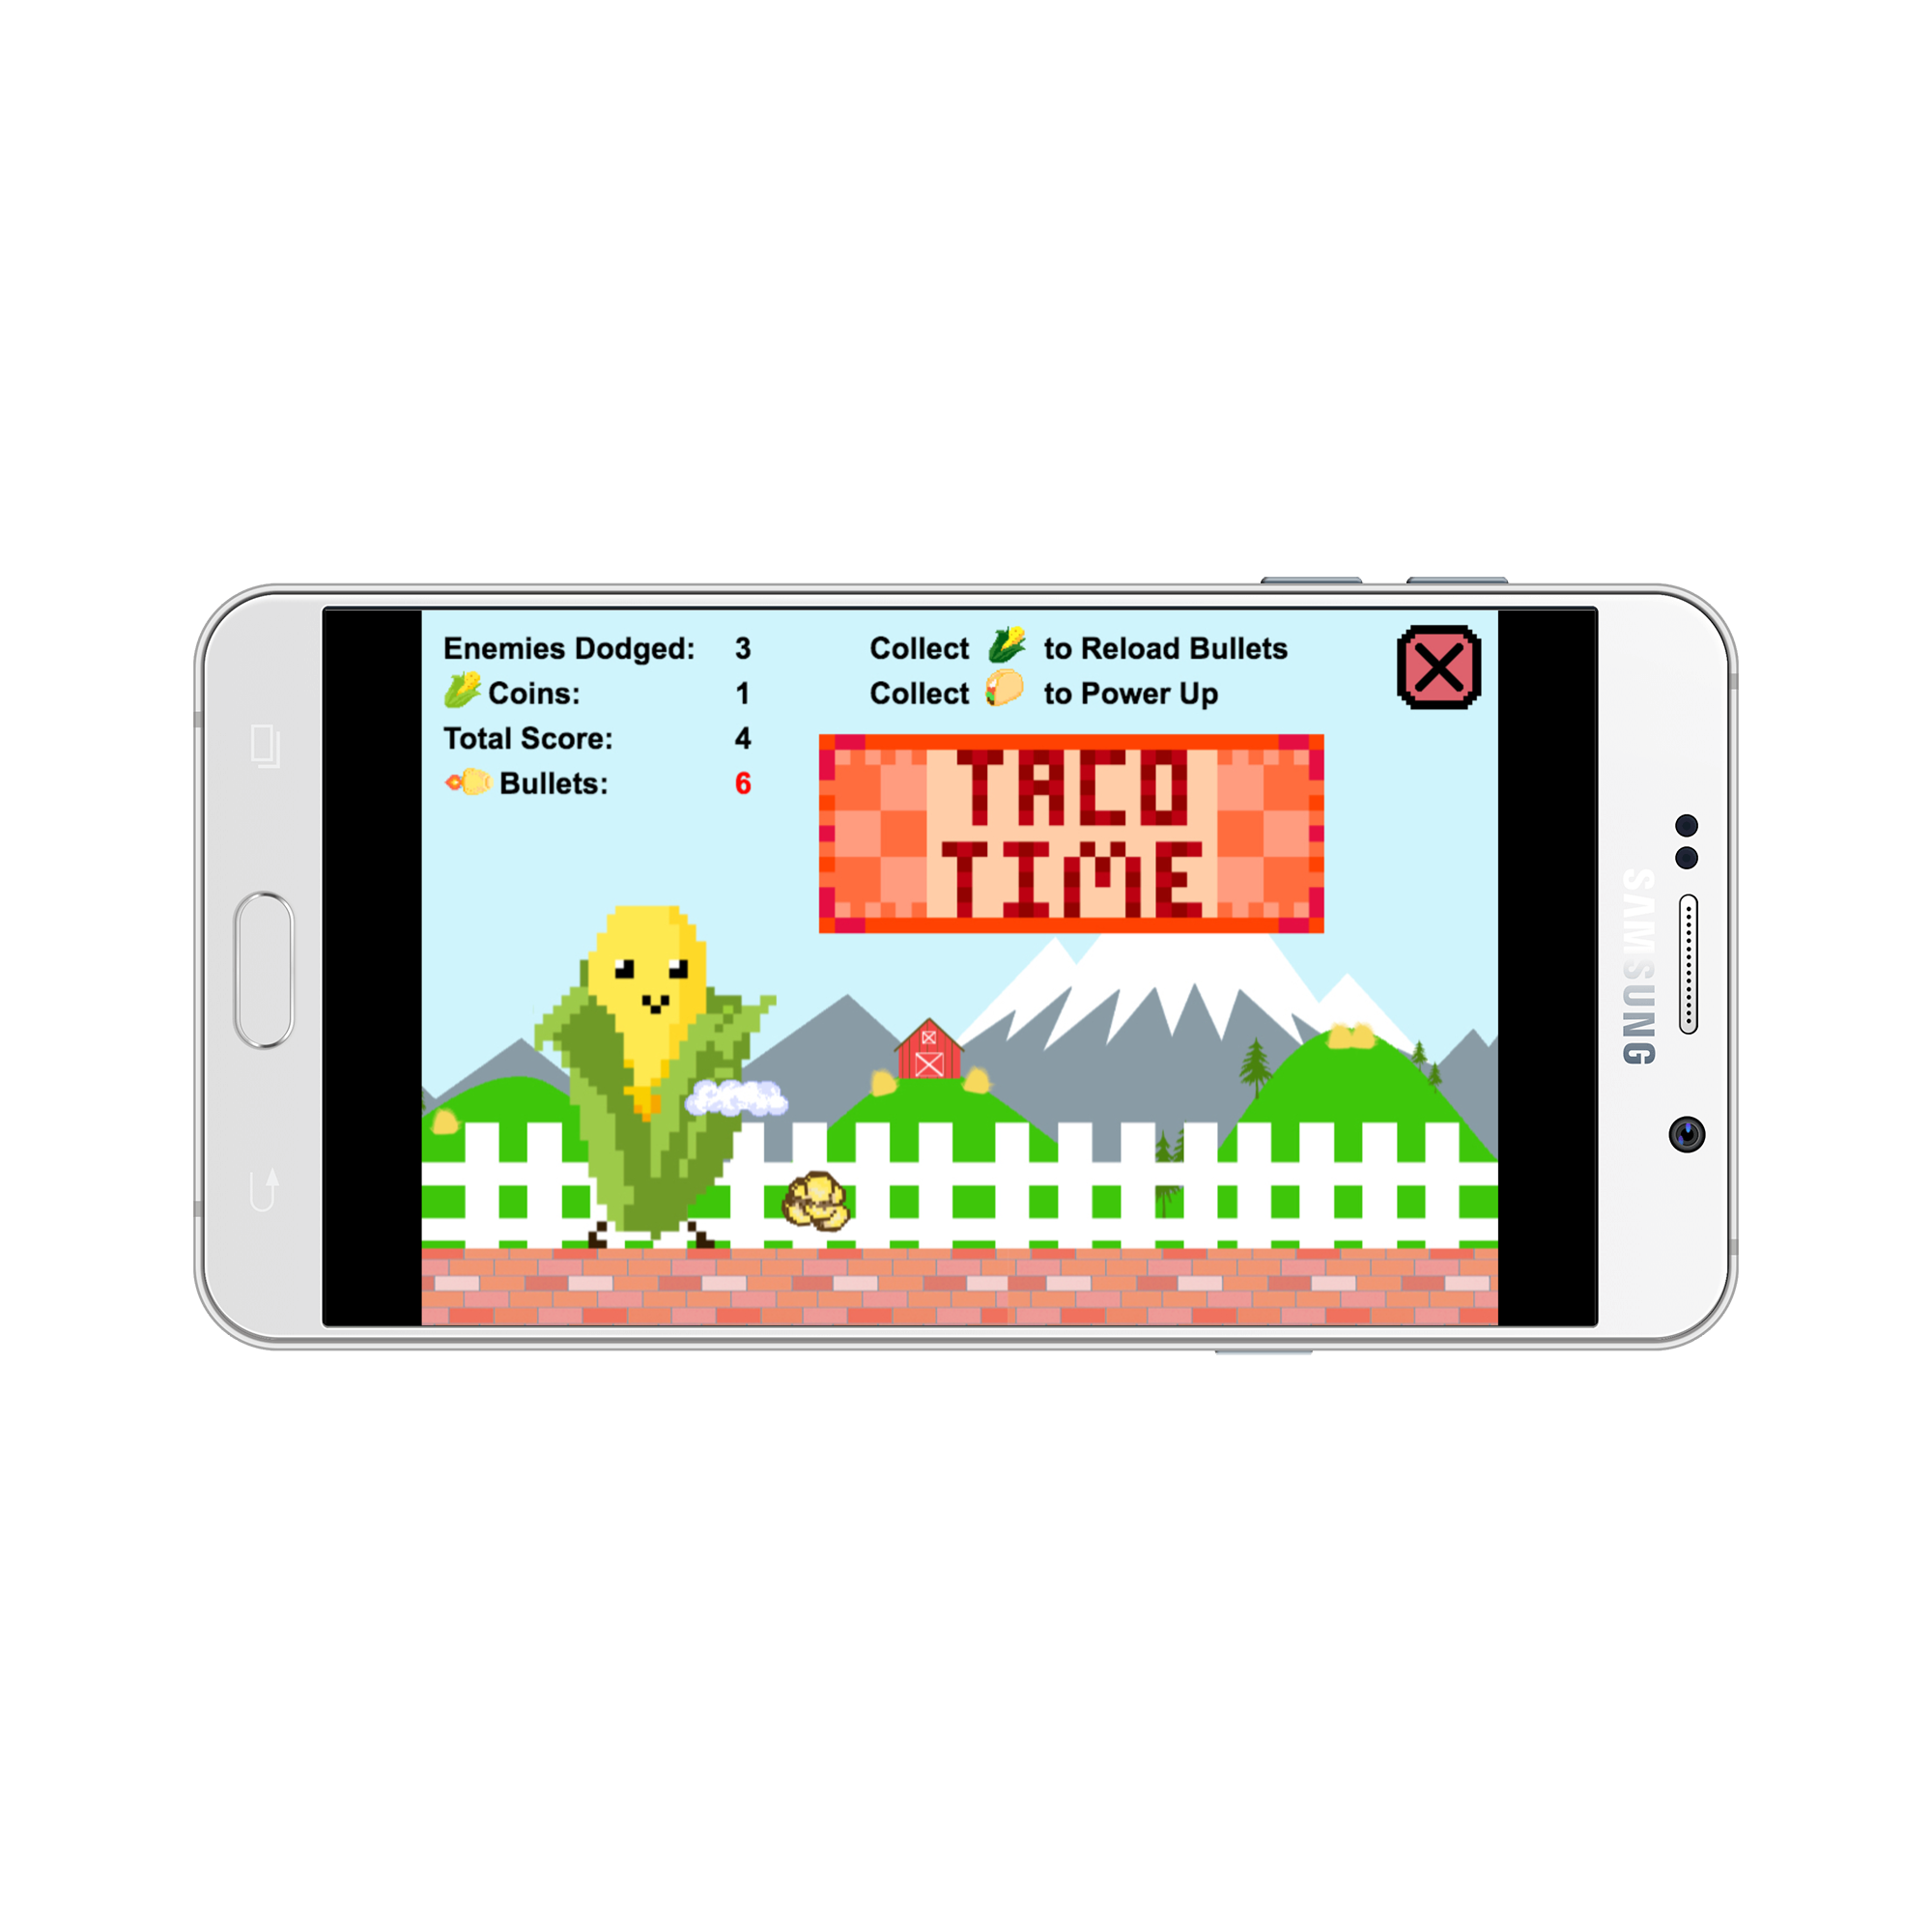 Enemies Dodged: 3
Coins: 1
Total Score: 4
Bullets: 6
Collect to Reload Bullets
Collect to Power Up
TACO
TIME
SAMSUNG